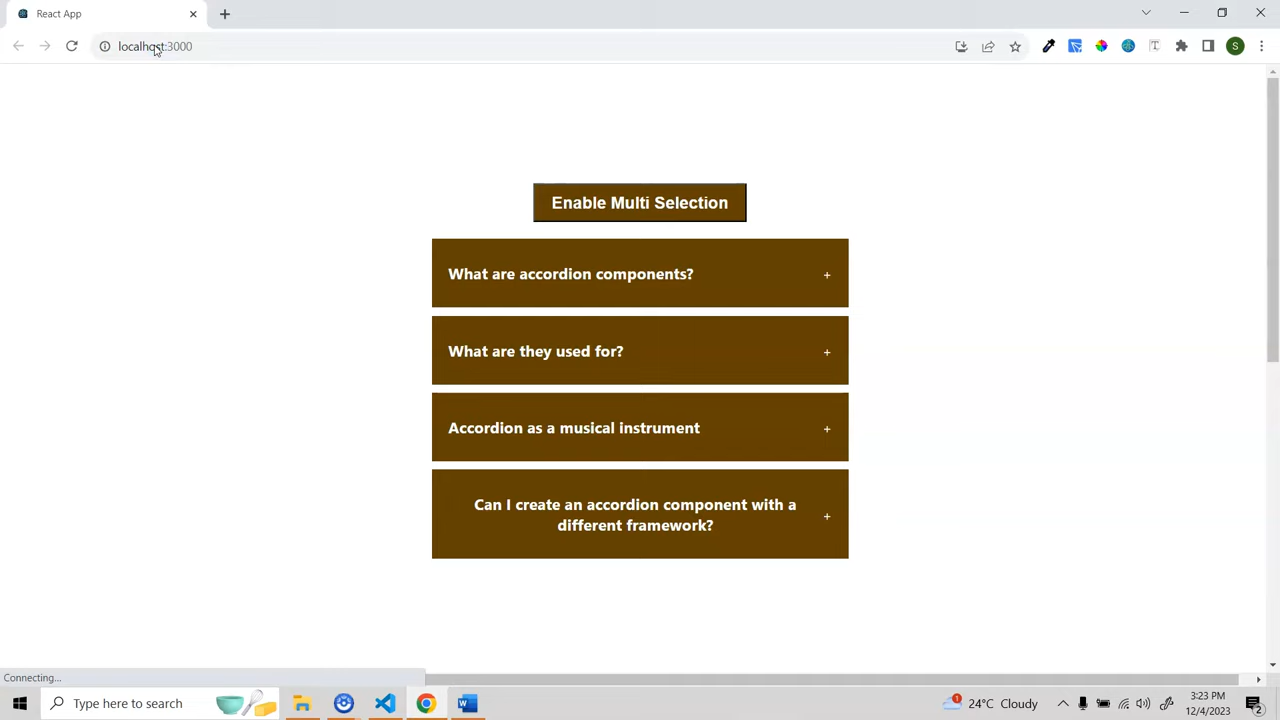 React App
localhost:3000
Enable Multi Selection
What are accordion components? +
What are they used for? +
Accordion as a musical instrument +
Can I create an accordion component with a
different framework? +
Connecting...
Type here to search
1
24°C Cloudy
3:23 PM
12/4/2023
2
S